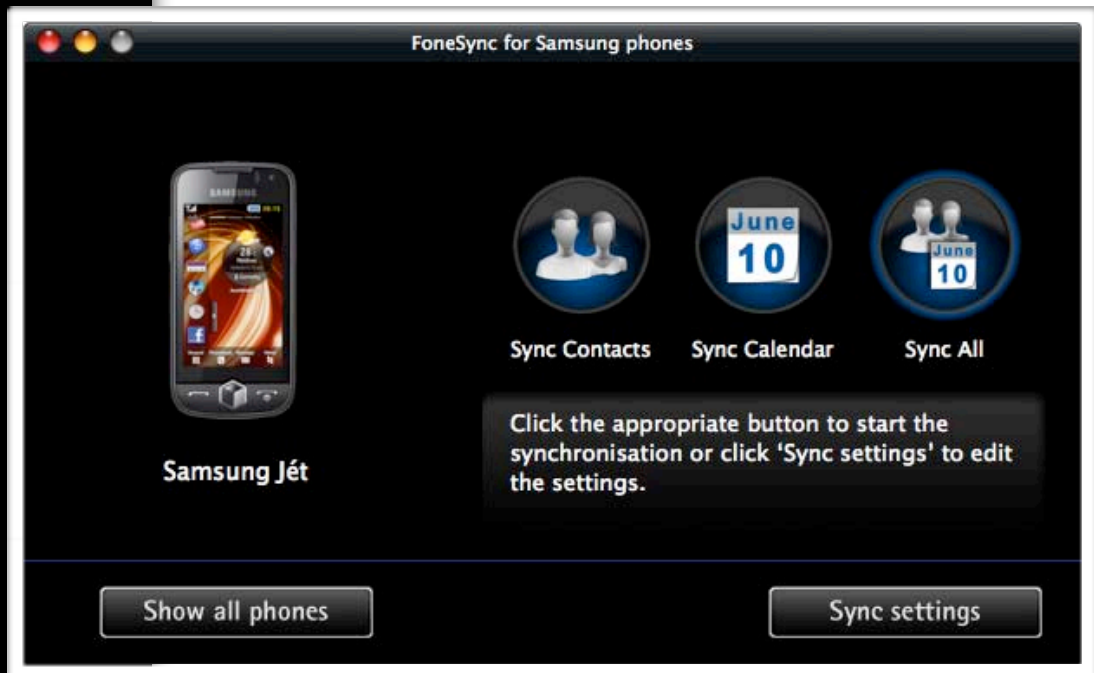 FoneSync for Samsung phones
SAMSUNG
June
10
June
10
Sync Contacts
Sync Calendar
Sync All
Click the appropriate button to start the
synchronisation or click ‘Sync settings’ to edit
the settings.
Samsung Jét
Show all phones
Sync settings